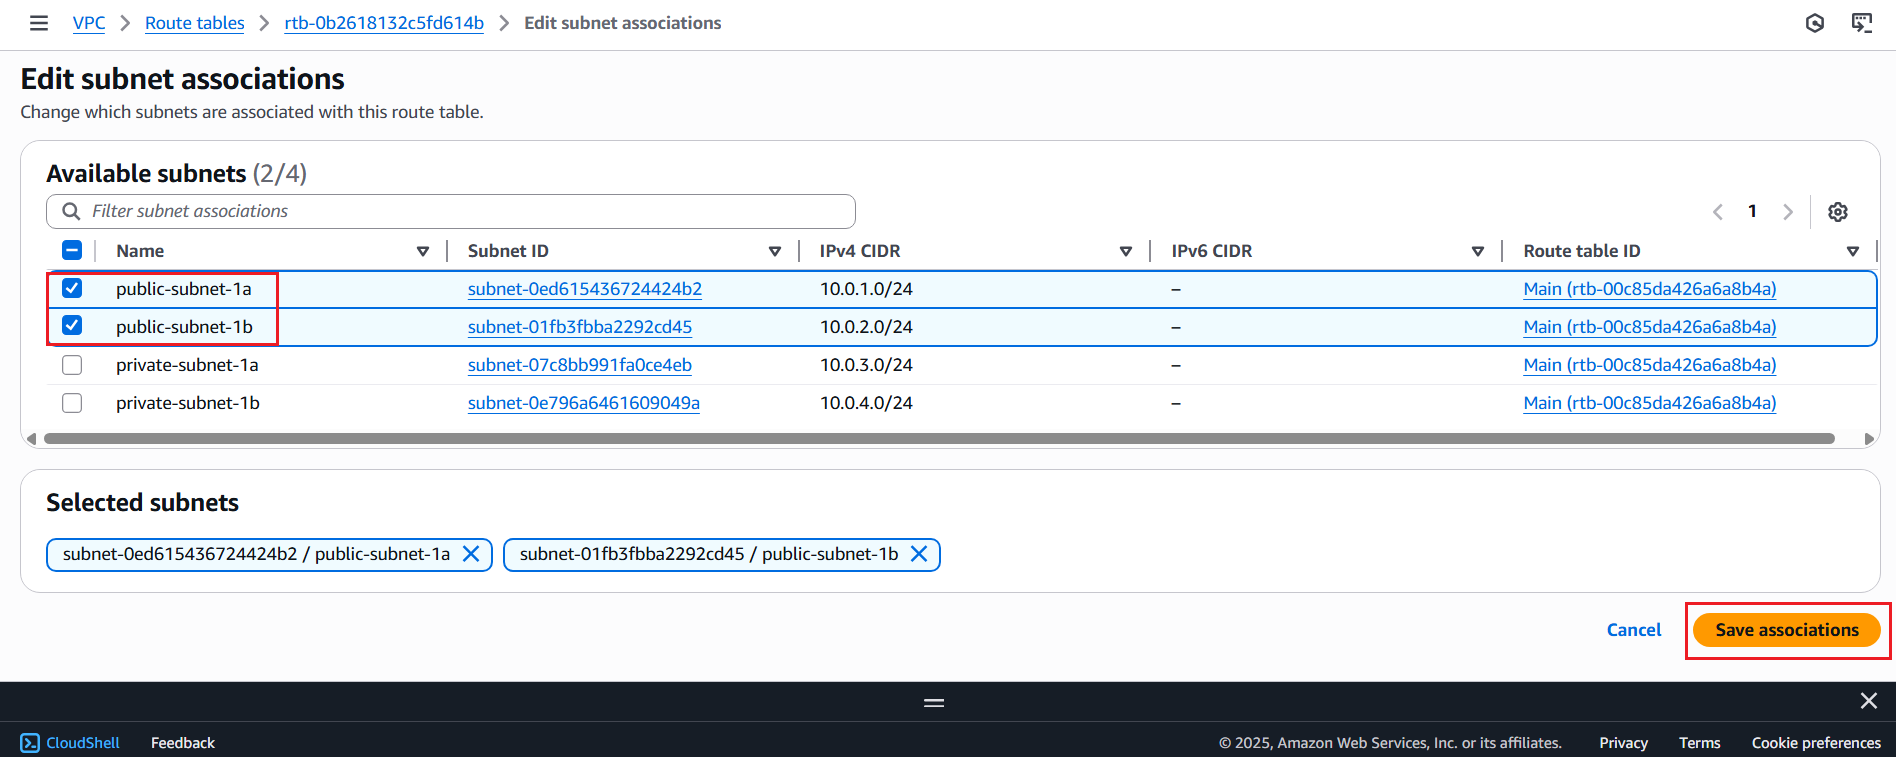 VPC > Route tables > rtb-0b2618132c5fd614b > Edit subnet associations
Edit subnet associations
Change which subnets are associated with this route table.
Available subnets (2/4)
Filter subnet associations
1
Name Subnet ID IPv4 CIDR IPv6 CIDR Route table ID
public-subnet-1a subnet-0ed615436724424b2 10.0.1.0/24 – Main (rtb-00c85da426a6a8b4a)
public-subnet-1b subnet-01fb3fbba2292cd45 10.0.2.0/24 – Main (rtb-00c85da426a6a8b4a)
private-subnet-1a subnet-07c8bb991fa0ce4eb 10.0.3.0/24 – Main (rtb-00c85da426a6a8b4a)
private-subnet-1b subnet-0e796a6461609049a 10.0.4.0/24 – Main (rtb-00c85da426a6a8b4a)
Selected subnets
subnet-0ed615436724424b2 / public-subnet-1a subnet-01fb3fbba2292cd45 / public-subnet-1b
Cancel Save associations
CloudShell Feedback © 2025, Amazon Web Services, Inc. or its affiliates. Privacy Terms Cookie preferences